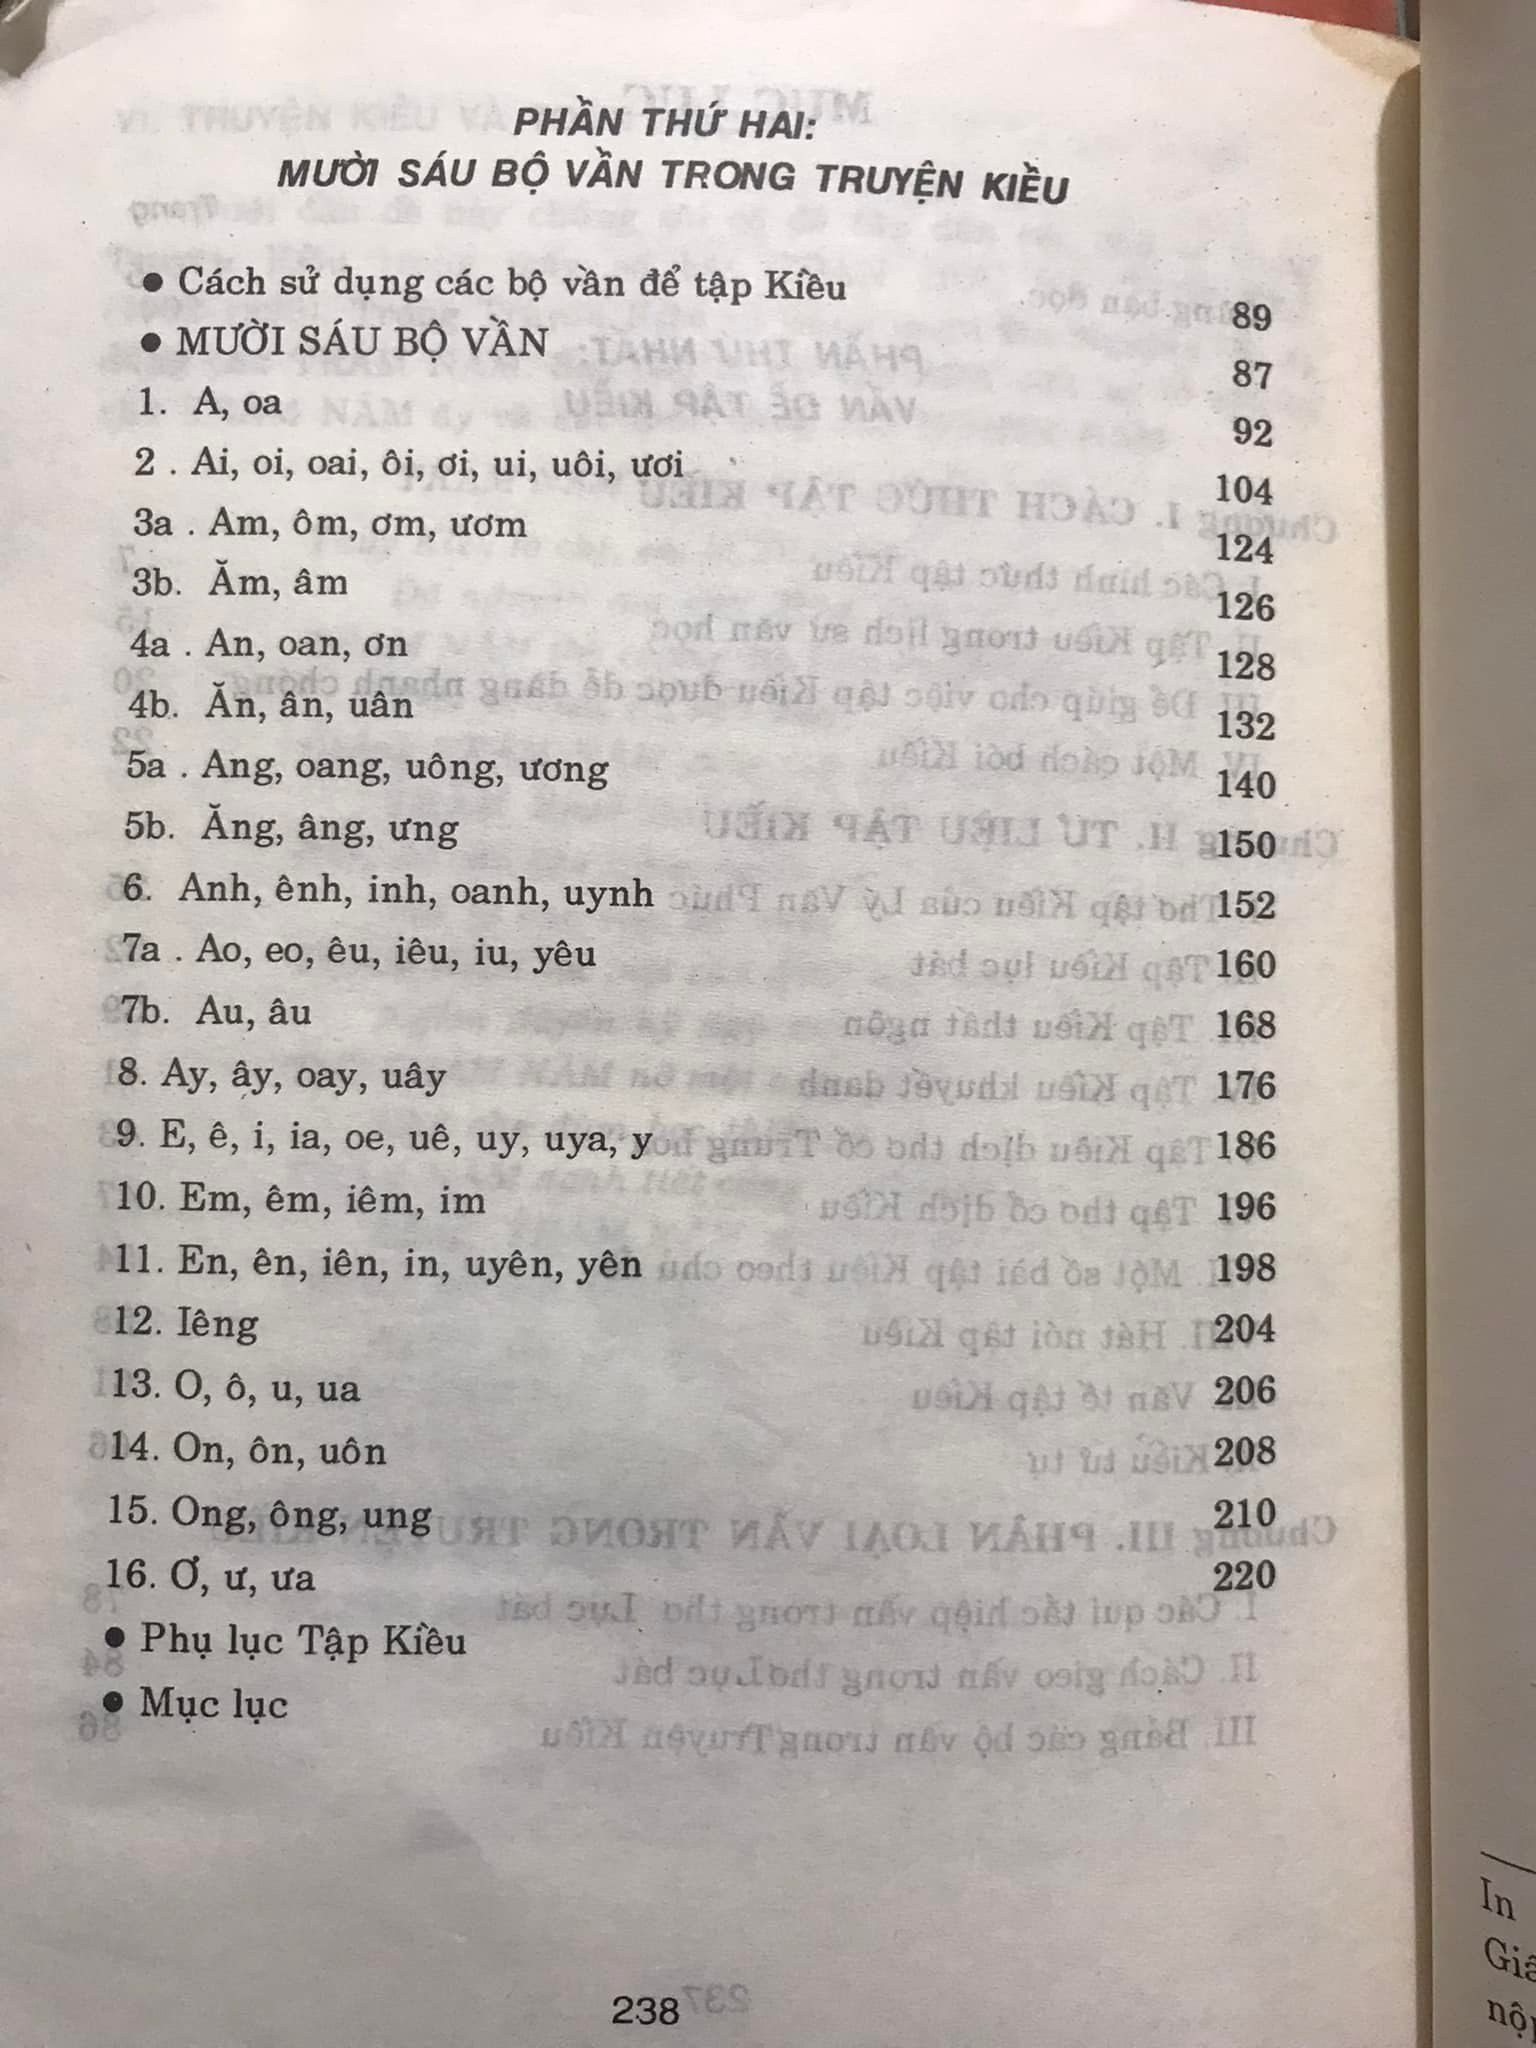 PHẦN THỨ HAI:
MƯỜI SÁU BỘ VẦN TRONG TRUYỆN KIỀU
● Cách sử dụng các bộ vần để tập Kiều 89
● MƯỜI SÁU BỘ VẦN 87
1. A, oa 92
2 . Ai, oi, oai, ôi, ơi, ui, uôi, ươi 104
3a . Am, ôm, ơm, ươm 124
3b. Ăm, âm 126
4a . An, oan, ơn 128
4b. Ăn, ân, uân 132
5a . Ang, oang, uông, ương 140
5b. Ăng, âng, ưng 150
6. Anh, ênh, inh, oanh, uynh 152
7a . Ao, eo, êu, iêu, iu, yêu 160
7b. Au, âu 168
8. Ay, ây, oay, uây 176
9. E, ê, i, ia, oe, uê, uy, uya, y 186
10. Em, êm, iêm, im 196
11. En, ên, iên, in, uyên, yên 198
12. Iêng 204
13. O, ô, u, ua 206
14. On, ôn, uôn 208
15. Ong, ông, ung 210
16. Ơ, ư, ưa 220
● Phụ lục Tập Kiều
● Mục lục
238
In